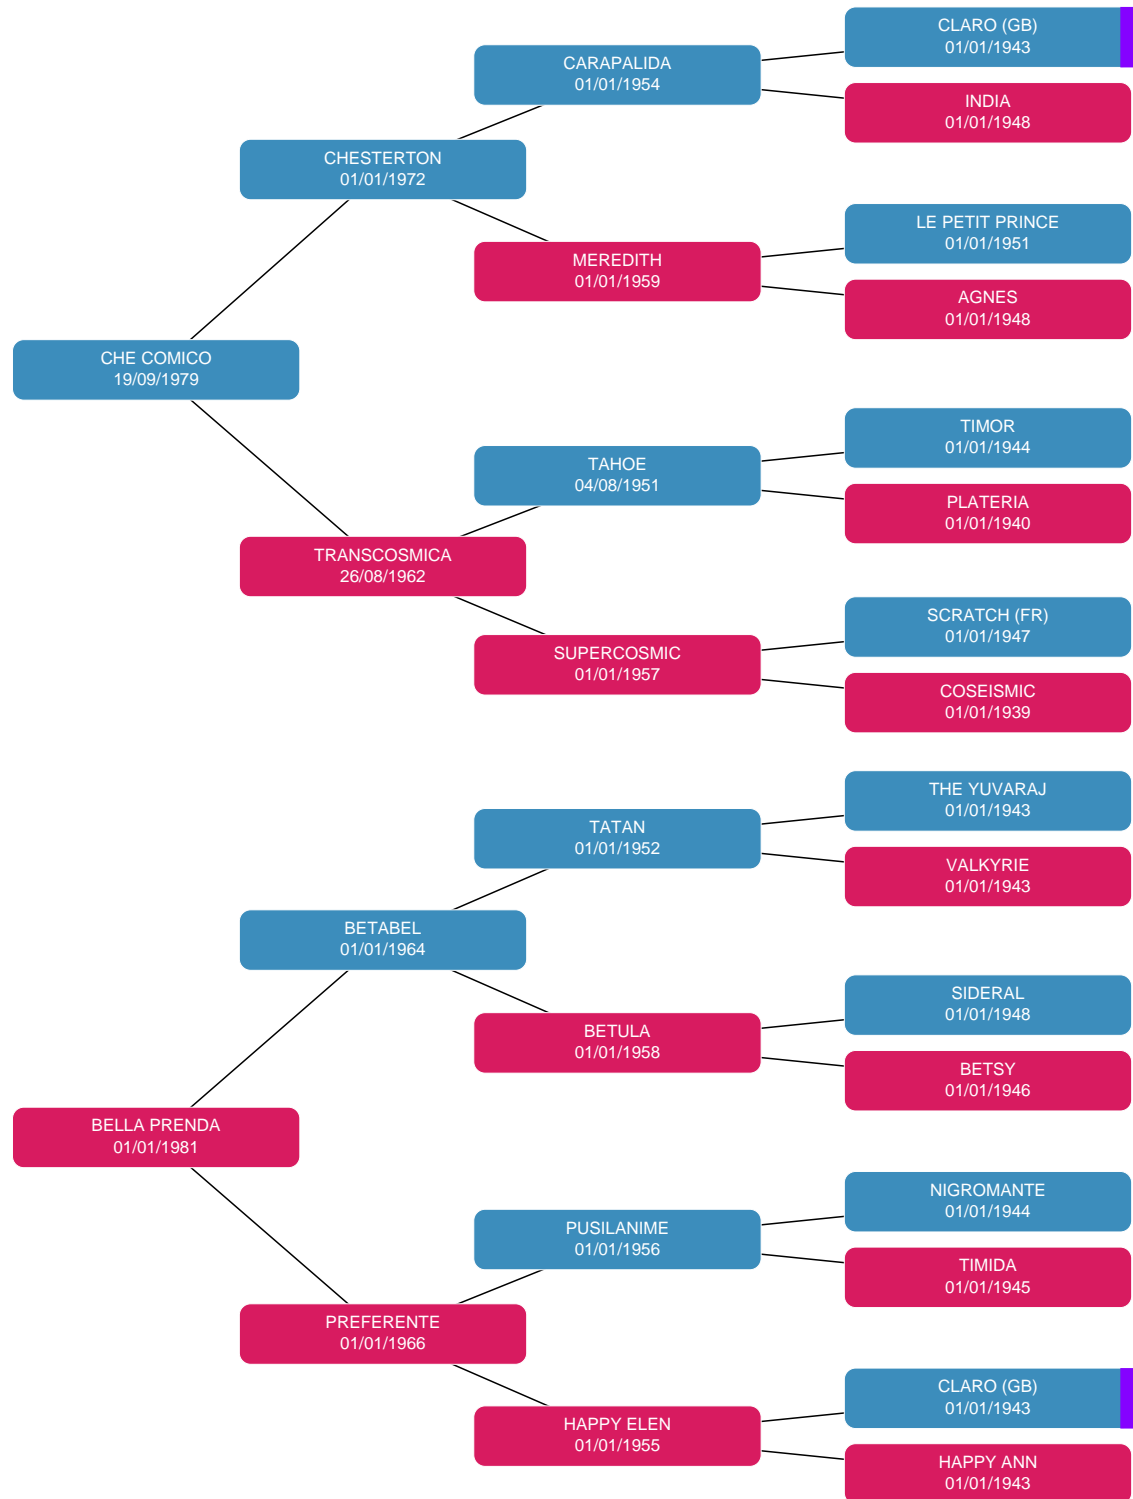 CLARO (GB)
01/01/1943
CARAPALIDA
01/01/1954
INDIA
01/01/1948
CHESTERTON
01/01/1972
LE PETIT PRINCE
01/01/1951
MEREDITH
01/01/1959
AGNES
01/01/1948
CHE COMICO
19/09/1979
TIMOR
01/01/1944
TAHOE
04/08/1951
PLATERIA
01/01/1940
TRANSCOSMICA
26/08/1962
SCRATCH (FR)
01/01/1947
SUPERCOSMIC
01/01/1957
COSEISMIC
01/01/1939
THE YUVARAJ
01/01/1943
TATAN
01/01/1952
VALKYRIE
01/01/1943
BETABEL
01/01/1964
SIDERAL
01/01/1948
BETULA
01/01/1958
BETSY
01/01/1946
BELLA PRENDA
01/01/1981
NIGROMANTE
01/01/1944
PUSILANIME
01/01/1956
TIMIDA
01/01/1945
PREFERENTE
01/01/1966
CLARO (GB)
01/01/1943
HAPPY ELEN
01/01/1955
HAPPY ANN
01/01/1943